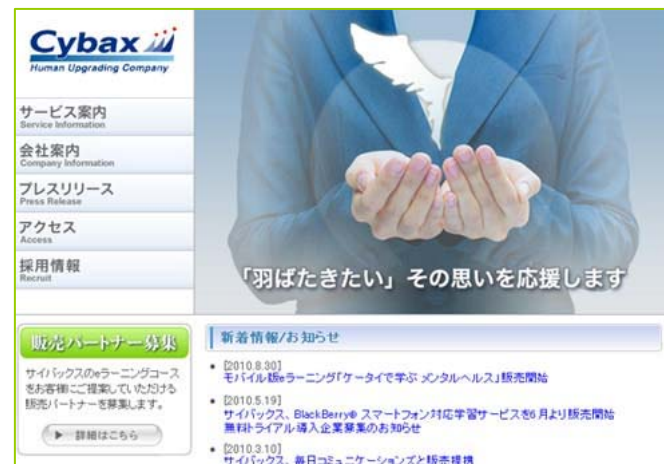 Cybax
Human Upgrading Company
サービス案内
Service Information
会社案内
Company Information
プレスリリース
Press Release
アクセス
Access
採用情報
Recruit
「羽ばたきたい」その思いを応援します
販売パートナー募集
サイバックスのeラーニングコース
をお客様にご提案していただける
販売パートナーを募集します。
▶ 詳細はこちら
新着情報/お知らせ
[2010.8.30]
モバイル版eラーニング「ケータイで学ぶ メンタルヘルス」販売開始
[2010.5.19]
サイバックス、BlackBerry® スマートフォン対応学習サービスを6月より販売開始
無料トライアル導入企業募集のお知らせ
[2010.3.10]
サイバックス、毎日コミュニケーションズと販売提携